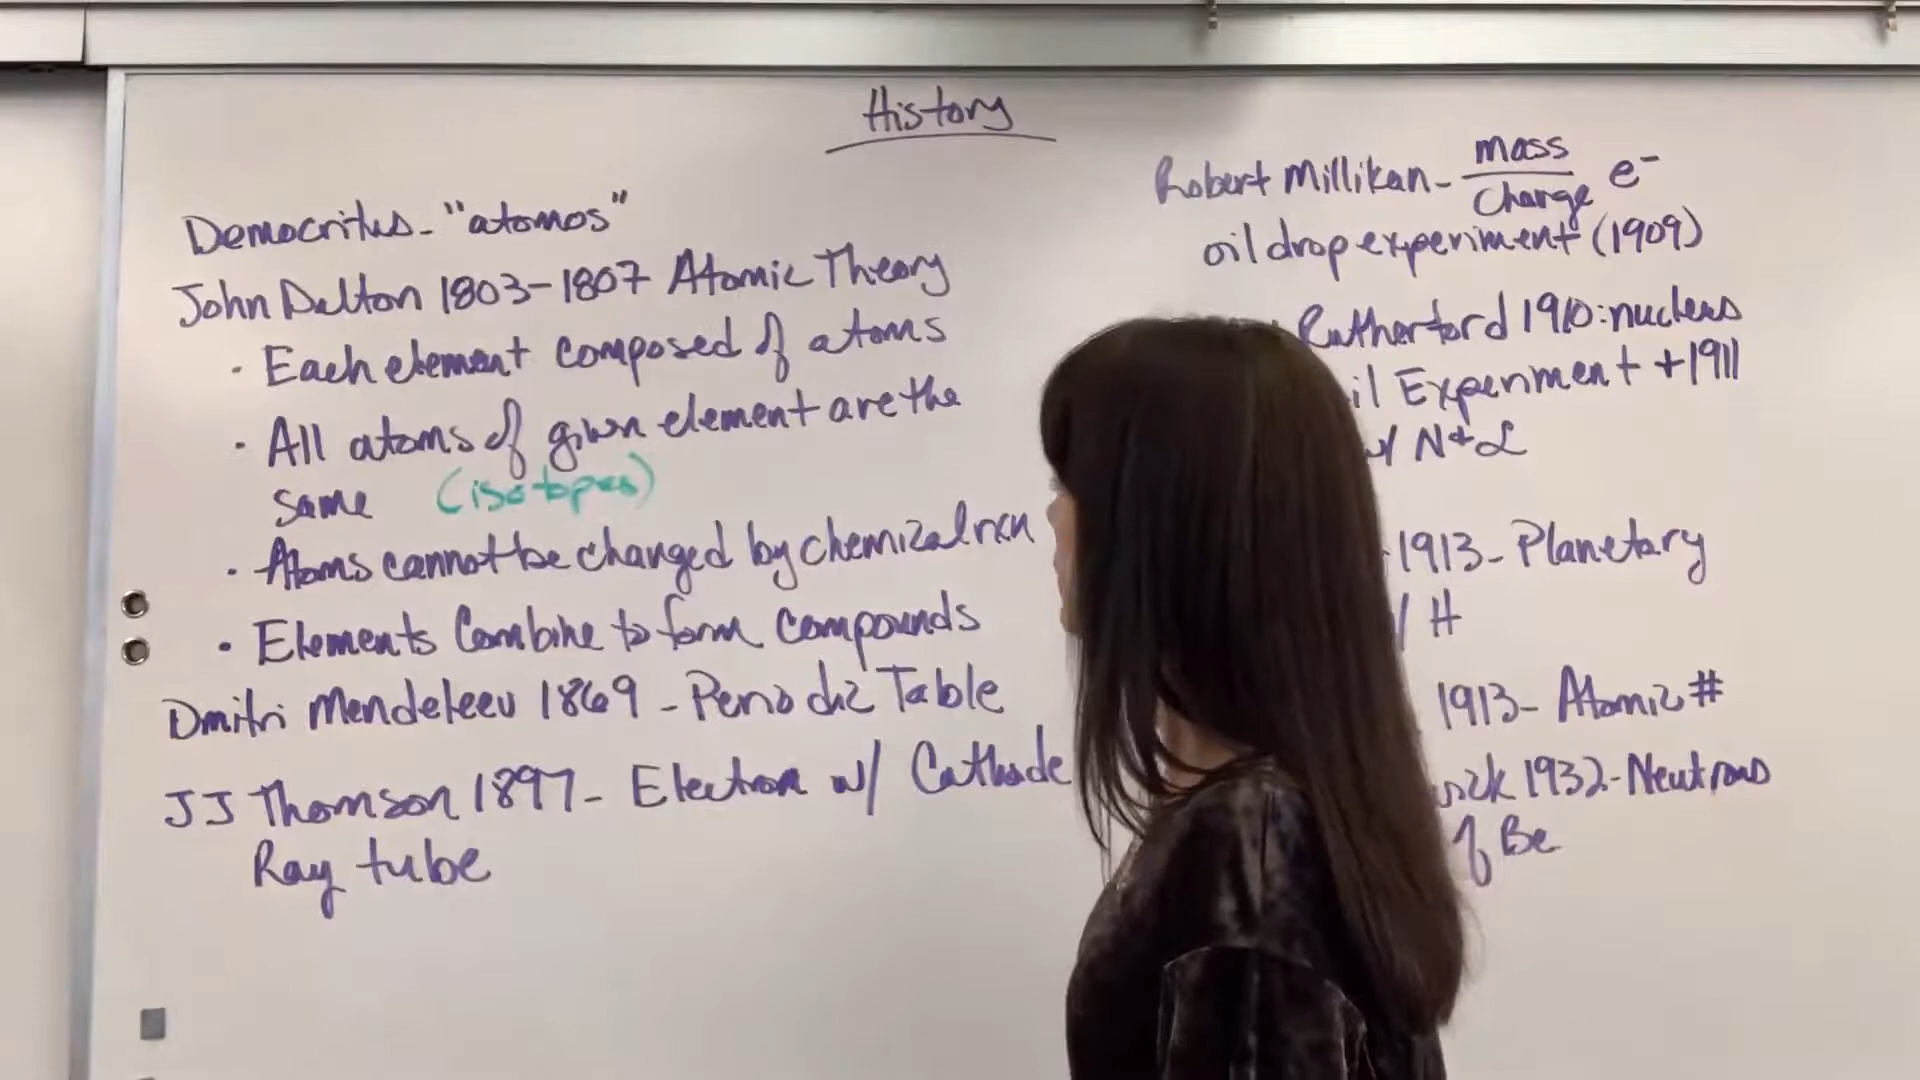 History
Democritus - "atomos"
John Dalton 1803-1807 Atomic Theory
· Each element composed of atoms
· All atoms of given element are the
same (isotopes)
· Atoms cannot be changed by chemical rxn
· Elements Combine to form compounds
Dmitri Mendeleev 1869 - Periodic Table
JJ Thomson 1897 - Electron w/ Cathode
Ray tube
Robert Millikan - mass
charge e-
oil drop experiment (1909)
Rutherford 1910: nucleus
Experiment + 1911
w/ N + α
1913 - Planetary
/ H
1913 - Atomic #
1932 - Neutrons
of Be